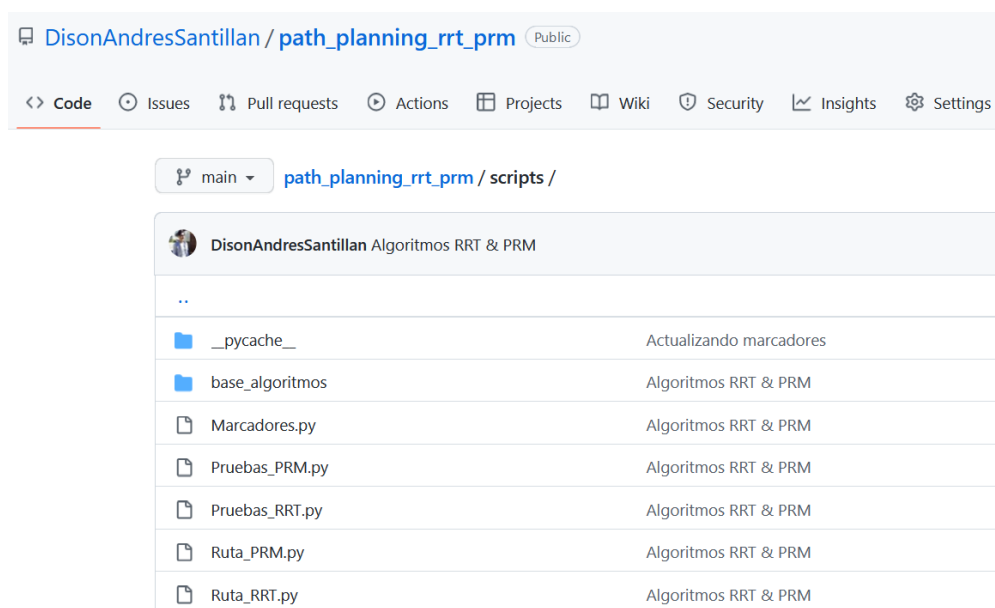 DisonAndresSantillan / path_planning_rrt_prm Public
Code Issues Pull requests Actions Projects Wiki Security Insights Settings
main path_planning_rrt_prm / scripts /
DisonAndresSantillan Algoritmos RRT & PRM
..
__pycache__ Actualizando marcadores
base_algoritmos Algoritmos RRT & PRM
Marcadores.py Algoritmos RRT & PRM
Pruebas_PRM.py Algoritmos RRT & PRM
Pruebas_RRT.py Algoritmos RRT & PRM
Ruta_PRM.py Algoritmos RRT & PRM
Ruta_RRT.py Algoritmos RRT & PRM